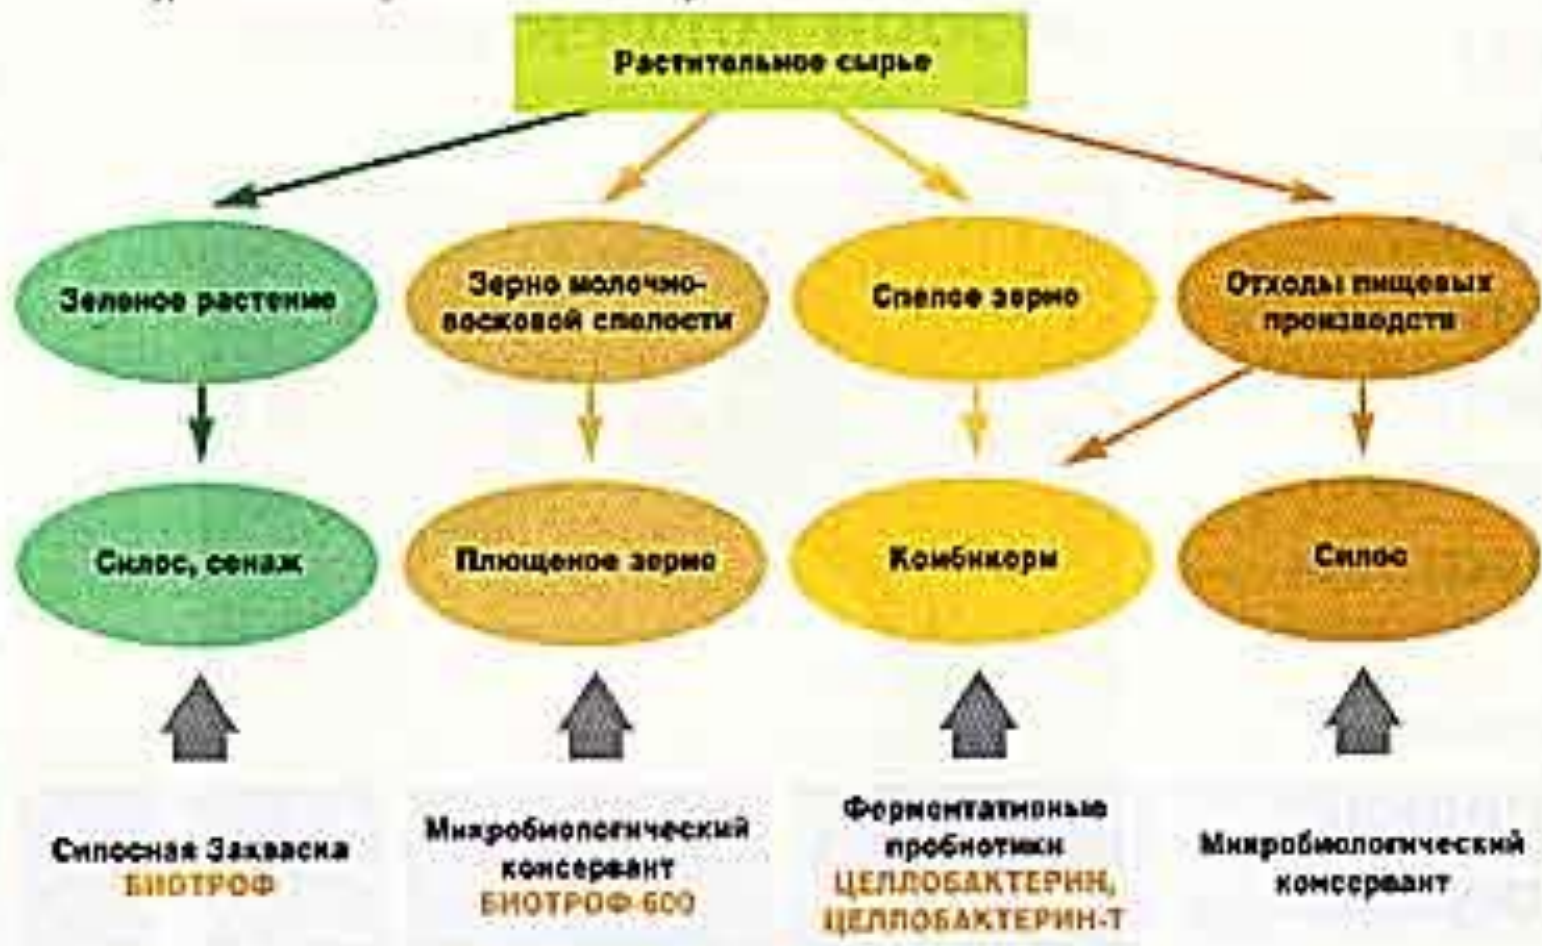 Растительное сырье
Зеленое растение
Зерно молочно-
восковой спелости
Спелое зерно
Отходы пищевых
производств
Силос, сенаж
Плющеное зерно
Комбикорм
Силос
Силосная Закваска
БИОТРОФ
Микробиологический
консервант
БИОТРОФ-600
Ферментативные
пробиотики
ЦЕЛЛОБАКТЕРИН,
ЦЕЛЛОБАКТЕРИН-Т
Микробиологический
консервант